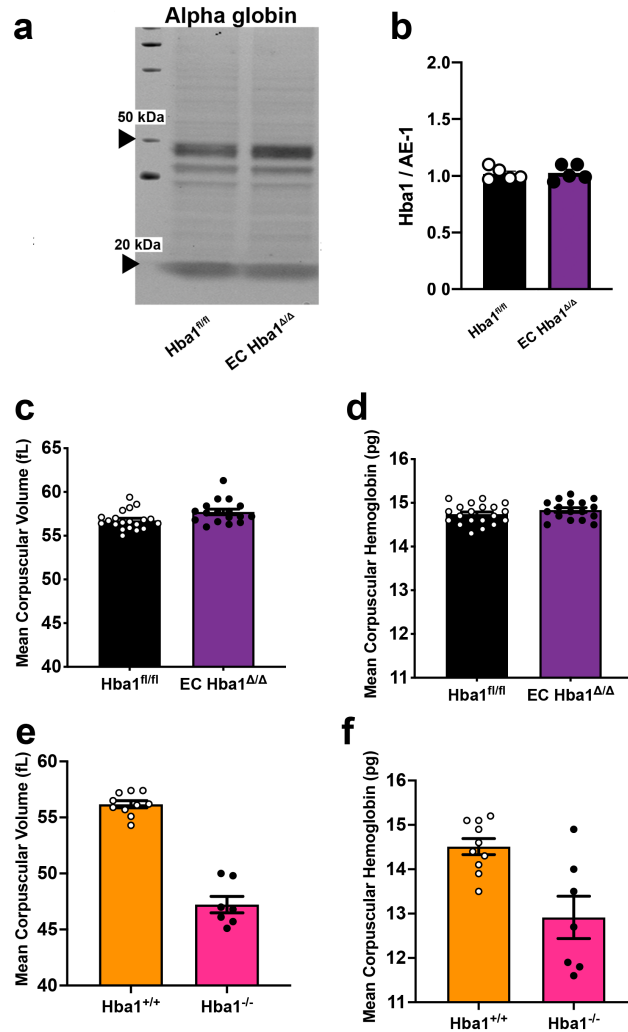 a
Alpha globin
50 kDa
20 kDa
Hba1fl/fl
EC Hba1Δ/Δ
b
Hba1 / AE-1
2.0
1.5
1.0
0.5
0 0
Hba1fl/fl
EC Hba1Δ/Δ
c
Mean Corpuscular Volume (fL)
65
60
55
50
45
40
Hba1fl/fl
EC Hba1Δ/Δ
d
Mean Corpuscular Hemoglobin (pg)
16
15
14
13
12
11
Hba1fl/fl
EC Hba1Δ/Δ
e
Mean Corpuscular Volume (fL)
60
55
50
45
40
Hba1+/+
Hba1-/-
f
Mean Corpuscular Hemoglobin (pg)
16
15
14
13
12
11
Hba1+/+
Hba1-/-